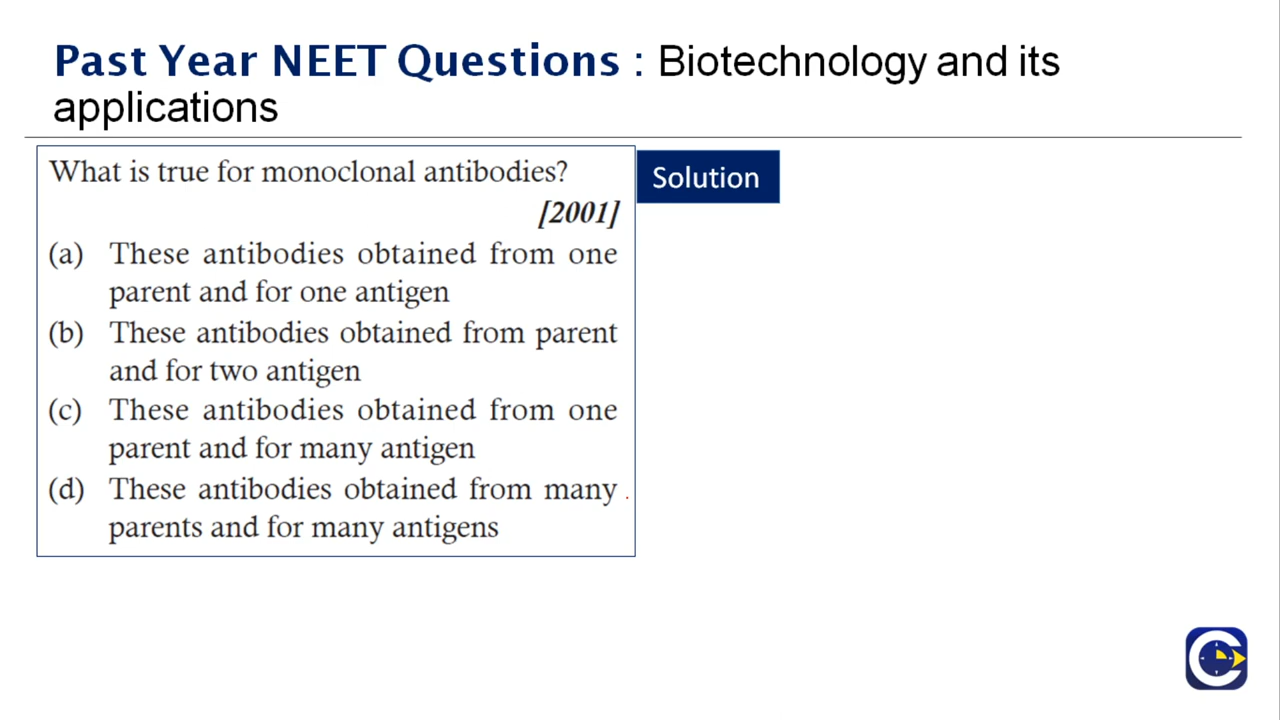 Past Year NEET Questions : Biotechnology and its
applications
What is true for monoclonal antibodies?
[2001]
(a) These antibodies obtained from one
parent and for one antigen
(b) These antibodies obtained from parent
and for two antigen
(c) These antibodies obtained from one
parent and for many antigen
(d) These antibodies obtained from many
parents and for many antigens
Solution